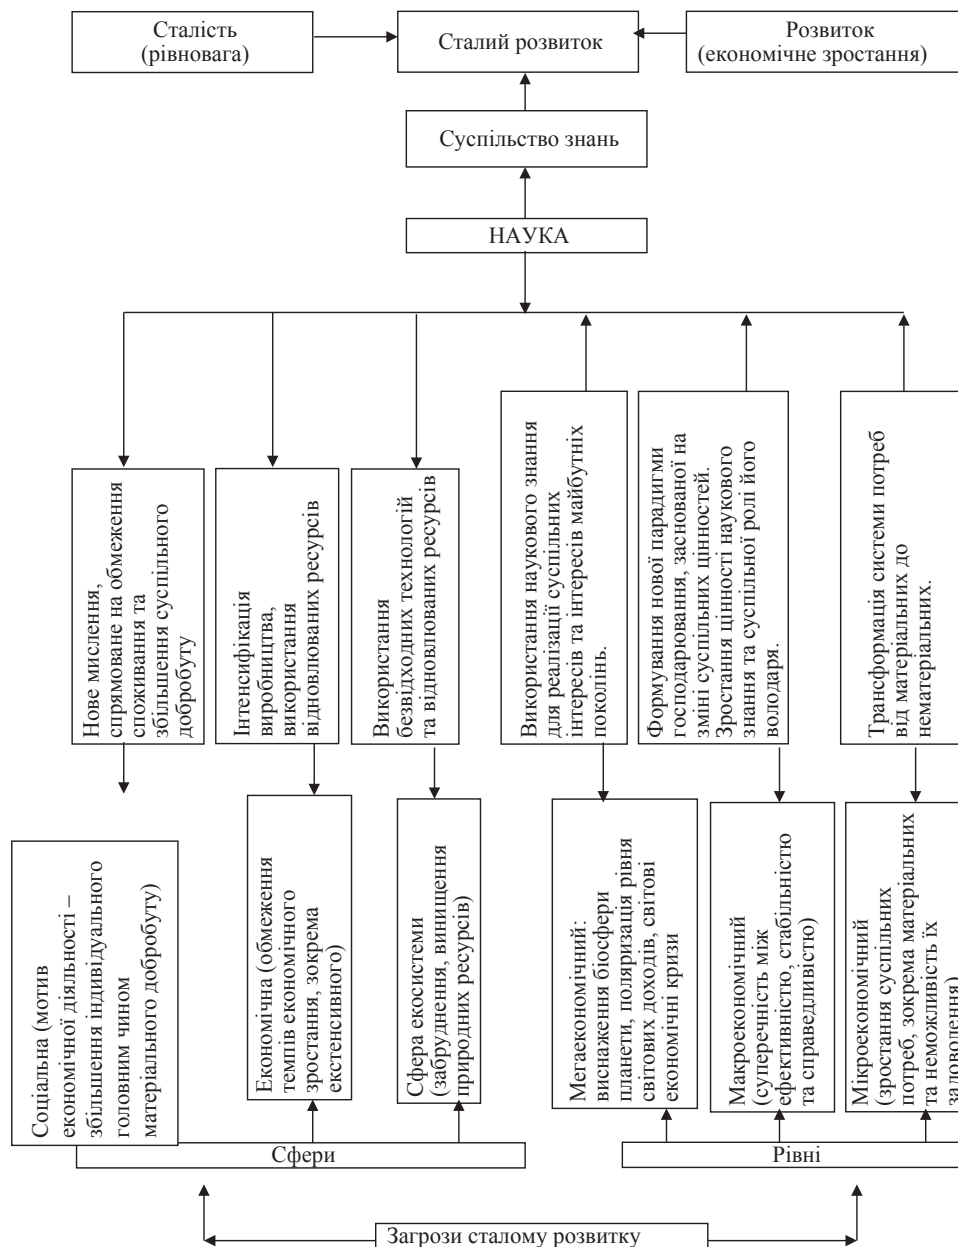 Сталість
(рівновага)
Сталий розвиток
Розвиток
(економічне зростання)
Суспільство знань
НАУКА
Нове мислення,
спрямоване на обмеження
споживання та
збільшення суспільного
добробуту
Інтенсифікація
виробництва,
використання
відновлюваних ресурсів
Використання
безвідходних технологій
та відновлюваних ресурсів
Використання наукового знання
для реалізації суспільних
інтересів та інтересів майбутніх
поколінь.
Формування нової парадигми
господарювання, заснованої на
зміні суспільних цінностей.
Зростання цінності наукового
знання та суспільної ролі його
володаря.
Трансформація системи потреб
від матеріальних до
нематеріальних.
Соціальна (мотив
економічної діяльності –
збільшення індивідуального
головним чином
матеріального добробуту)
Економічна (обмеження
темпів економічного
зростання, зокрема
екстенсивного)
Сфера екосистеми
(забруднення, винищення
природних ресурсів)
Мегаекономічний:
виснаження біосфери
планети, поляризація рівня
світових доходів, світові
економічні кризи
Макроекономічний
(суперечність між
ефективністю, стабільністю
та справедливістю)
Мікроекономічний
(зростання суспільних
потреб, зокрема матеріальних
та неможливість їх
задоволення)
Сфери
Рівні
Загрози сталому розвитку